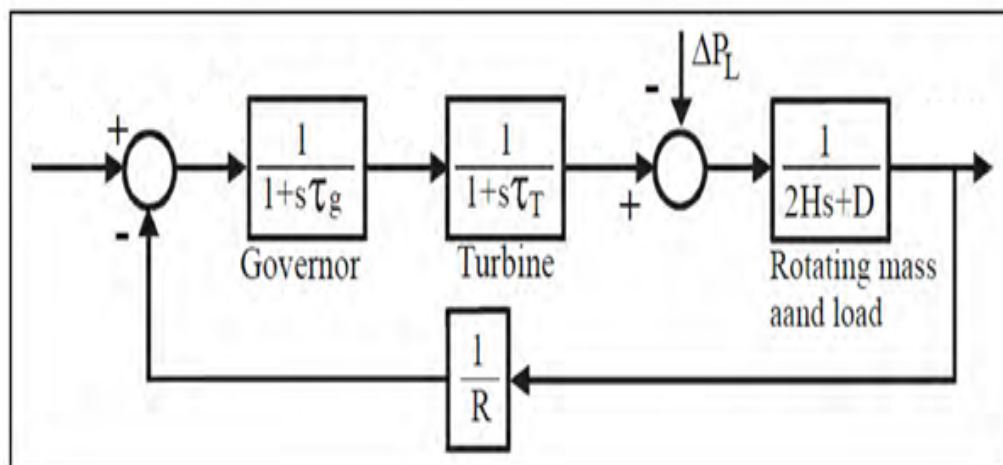 ΔP_L
-
+
1
1+sτ_g
1
1+sτ_T
+
1
2Hs+D
-
Governor
Turbine
Rotating mass
aand load
1
R